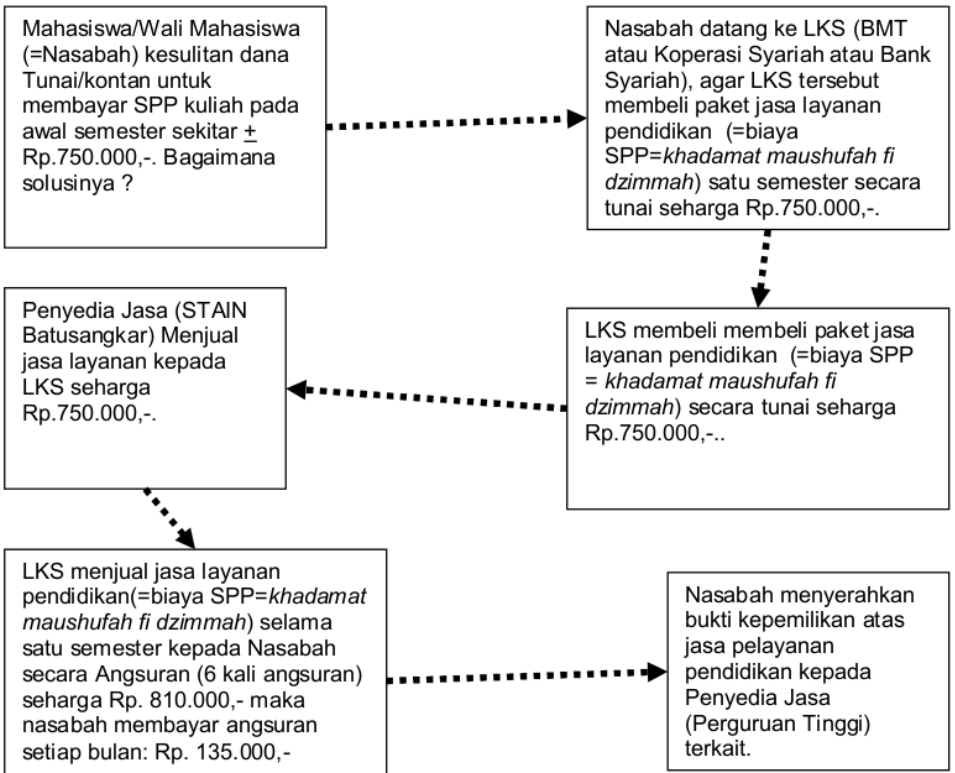 Mahasiswa/Wali Mahasiswa
(=Nasabah) kesulitan dana
Tunai/kontan untuk
membayar SPP kuliah pada
awal semester sekitar ±
Rp.750.000,-. Bagaimana
solusinya ?
Nasabah datang ke LKS (BMT
atau Koperasi Syariah atau Bank
Syariah), agar LKS tersebut
membeli paket jasa layanan
pendidikan (=biaya
SPP=khadamat maushufah fi
dzimmah) satu semester secara
tunai seharga Rp.750.000,-.
LKS membeli membeli paket jasa
layanan pendidikan (=biaya SPP
= khadamat maushufah fi
dzimmah) secara tunai seharga
Rp.750.000,-..
Penyedia Jasa (STAIN
Batusangkar) Menjual
jasa layanan kepada
LKS seharga
Rp.750.000,-.
LKS menjual jasa layanan
pendidikan(=biaya SPP=khadamat
maushufah fi dzimmah) selama
satu semester kepada Nasabah
secara Angsuran (6 kali angsuran)
seharga Rp. 810.000,- maka
nasabah membayar angsuran
setiap bulan: Rp. 135.000,-
Nasabah menyerahkan
bukti kepemilikan atas
jasa pelayanan
pendidikan kepada
Penyedia Jasa
(Perguruan Tinggi)
terkait.